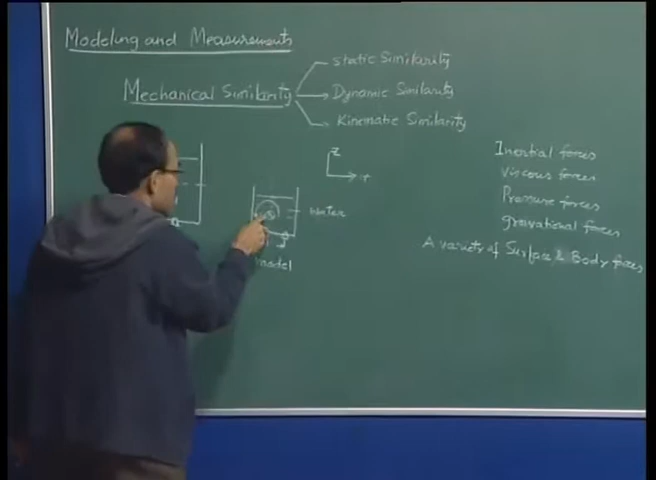 Modeling and Measurements
Mechanical Similarity
static Similarity
Dynamic Similarity
Kinematic Similarity
z
x
Inertial forces
Viscous forces
Pressure forces
gravational forces
A variety of Surface & Body forces
water
model